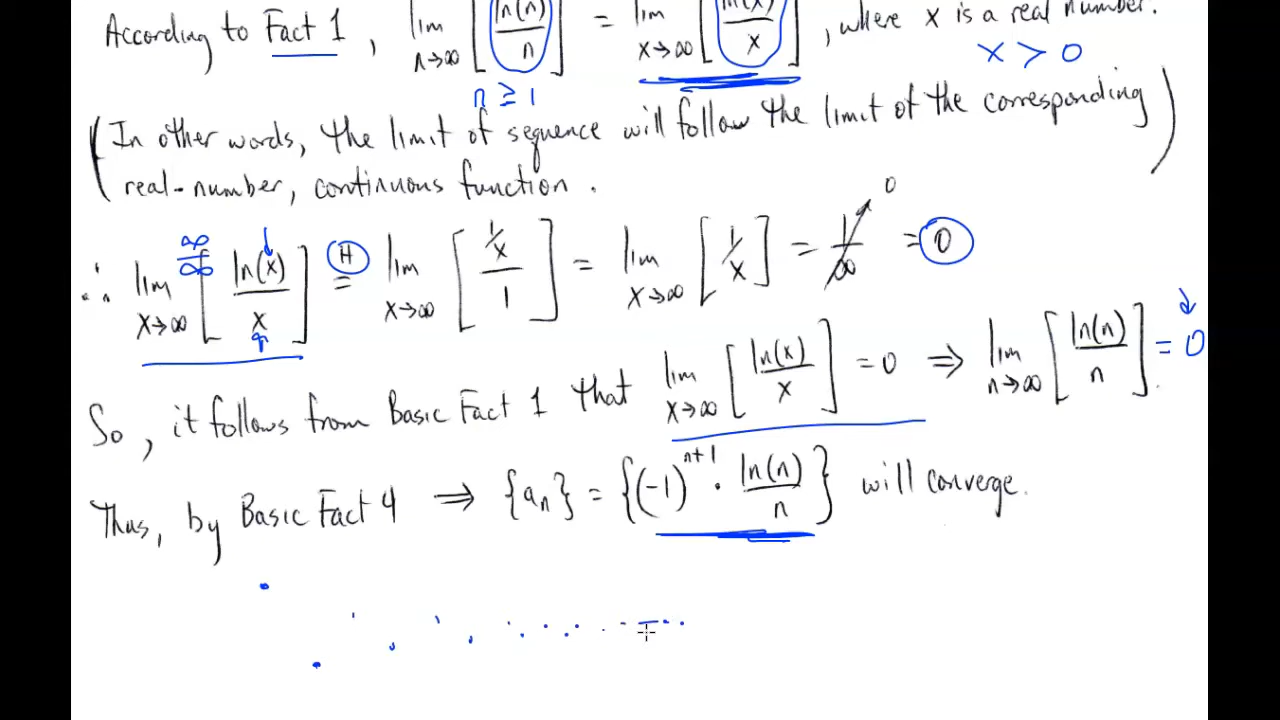 According to Fact 1, lim n→∞ [ln(n)/n] = lim x→∞ [ln(x)/x], where x is a real number.
n ≥ 1 x > 0
(In other words, the limit of sequence will follow the limit of the corresponding
real-number, continuous function.)
∴ lim x→∞ [ln(x)/x] ∞/∞ (H) = lim x→∞ [(1/x)/1] = lim x→∞ [1/x] = 1/∞ 0 = 0
So, it follows from Basic Fact 1 that lim x→∞ [ln(x)/x] = 0 ⇒ lim n→∞ [ln(n)/n] = 0
Thus, by Basic Fact 4 ⇒ {aₙ} = {(-1)ⁿ⁺¹ · ln(n)/n} will converge.